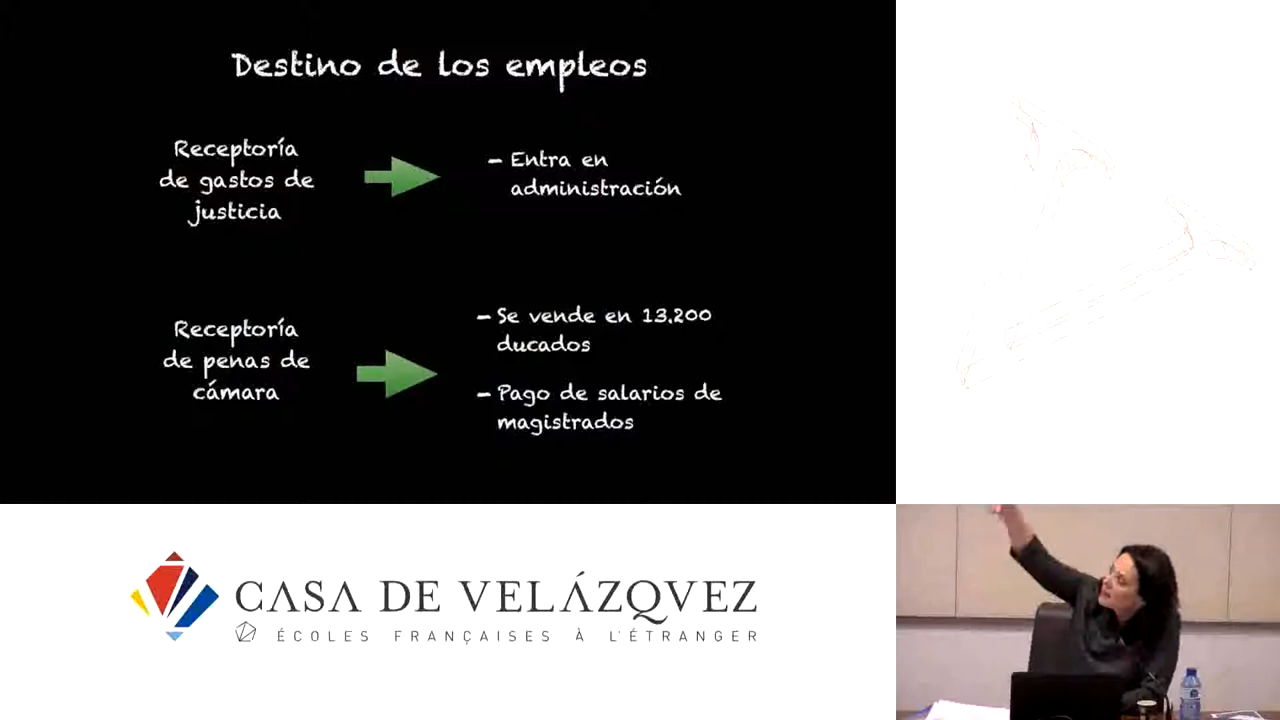 Destino de los empleos
Receptoría
de gastos de
justicia
- Entra en
administración
Receptoría
de penas de
cámara
- Se vende en 13.200
ducados
- Pago de salarios de
magistrados
CASA DE VELÁZQVEZ
ÉCOLES FRANÇAISES À L'ÉTRANGER